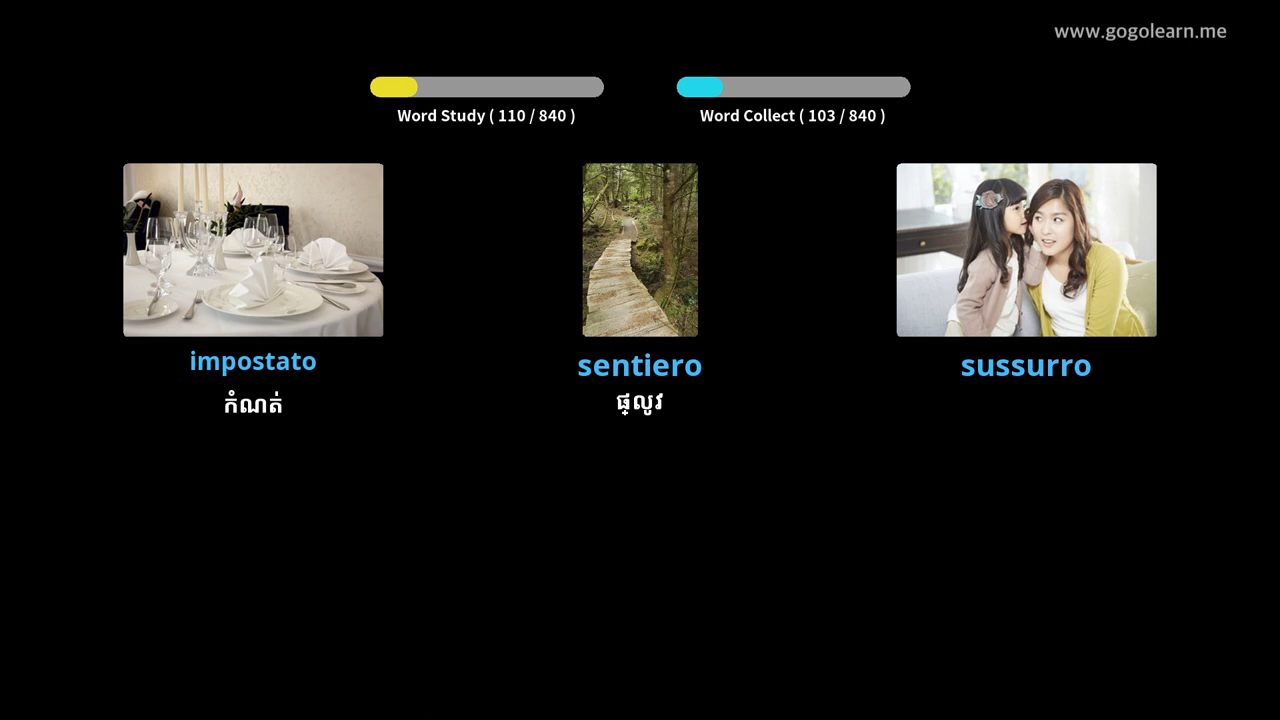 www.gogolearn.me
Word Study ( 110 / 840 )
Word Collect ( 103 / 840 )
impostato
កំណត់
sentiero
ផ្លូវ
sussurro